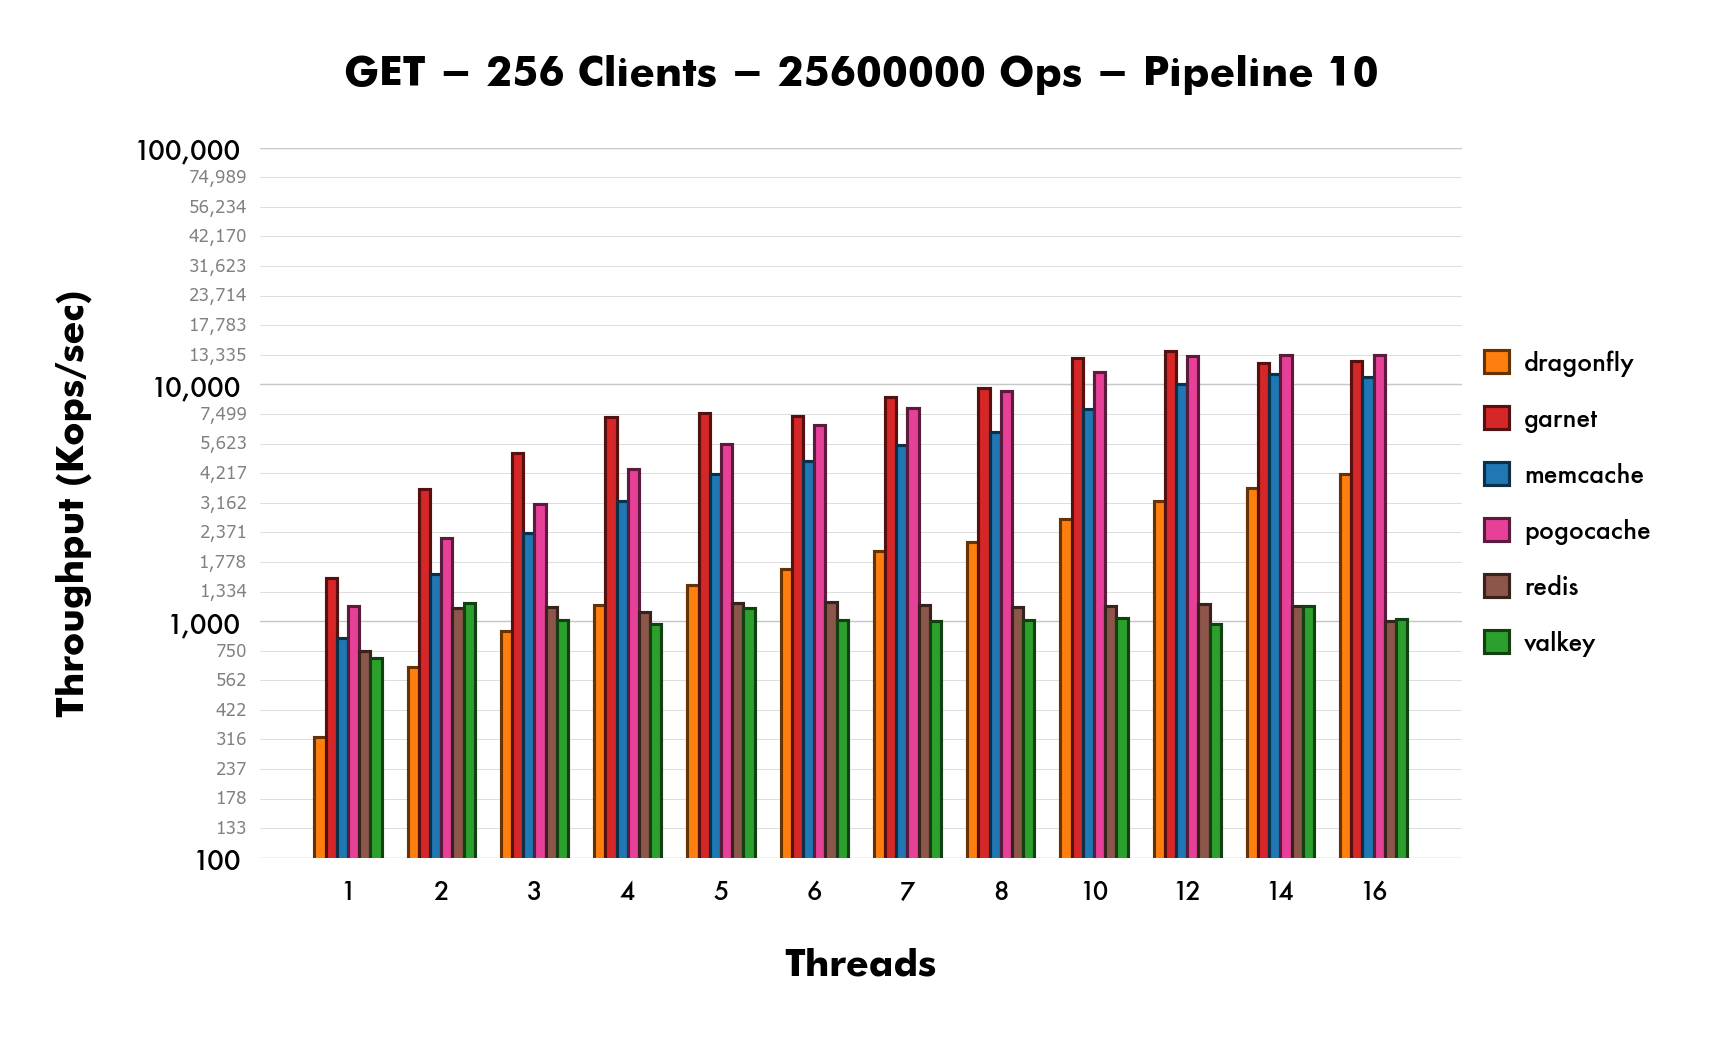 GET – 256 Clients – 25600000 Ops – Pipeline 10
Throughput (Kops/sec)
100,000
74,989
56,234
42,170
31,623
23,714
17,783
13,335
10,000
7,499
5,623
4,217
3,162
2,371
1,778
1,334
1,000
750
562
422
316
237
178
133
100
1 2 3 4 5 6 7 8 10 12 14 16
Threads
dragonfly
garnet
memcache
pogocache
redis
valkey